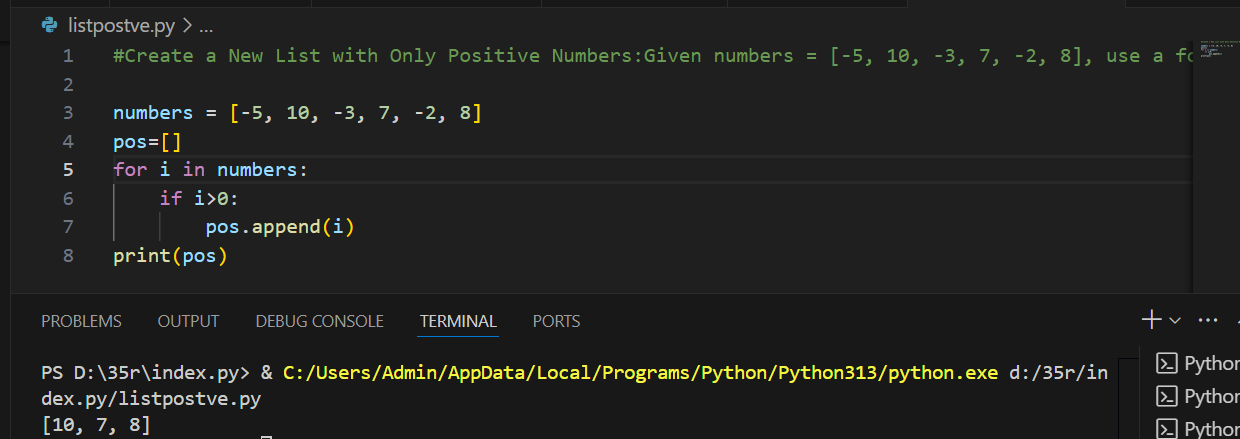 listpostve.py > ...
1 #Create a New List with Only Positive Numbers:Given numbers = [-5, 10, -3, 7, -2, 8], use a fo
2
3 numbers = [-5, 10, -3, 7, -2, 8]
4 pos=[]
5 for i in numbers:
6 if i>0:
7 pos.append(i)
8 print(pos)
PROBLEMS OUTPUT DEBUG CONSOLE TERMINAL PORTS
PS D:\35r\index.py> & C:/Users/Admin/AppData/Local/Programs/Python/Python313/python.exe d:/35r/in
dex.py/listpostve.py
[10, 7, 8]
Python
Python
Python